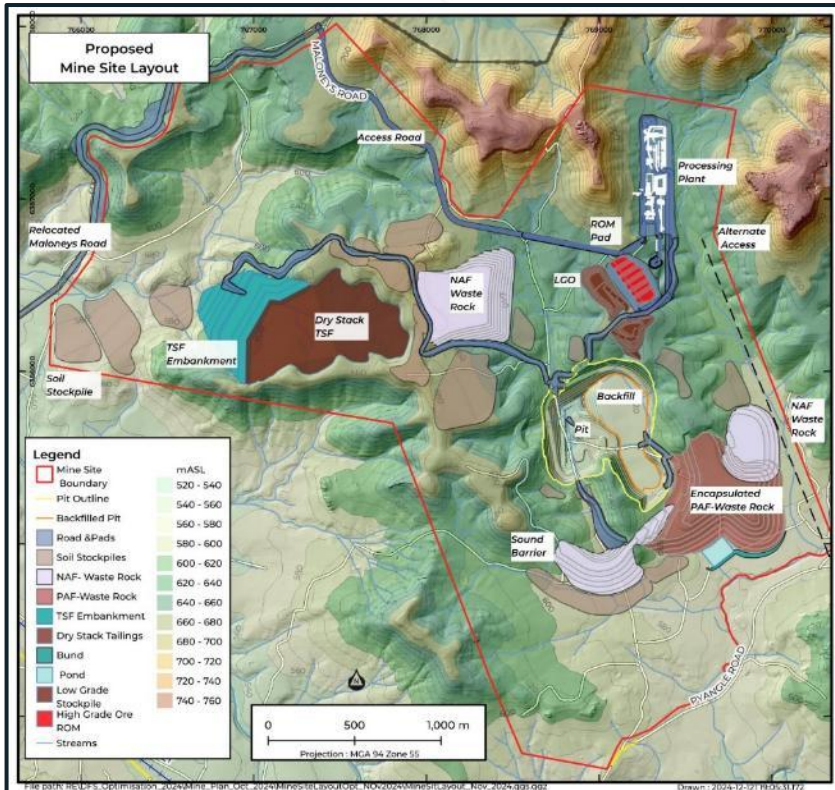 Proposed
Mine Site Layout
766000
767000
768000
769000
770000
MALONEYS ROAD
Access Road
Processing
Plant
ROM
Pad
Alternate
Access
Relocated
Maloneys Road
LGO
NAF
Waste
Rock
Dry Stack
TSF
TSF
Embankment
Soil
Stockpile
Backfill
Pit
NAF
Waste
Rock
Encapsulated
PAF-Waste Rock
Sound
Barrier
PYANGLE ROAD
Legend
Mine Site
Boundary
Pit Outline
Backfilled Pit
Road &Pads
Soil Stockpiles
NAF- Waste Rock
PAF-Waste Rock
TSF Embankment
Dry Stack Tailings
Bund
Pond
Low Grade
Stockpile
High Grade Ore
ROM
Streams
mASL
520 - 540
540 - 560
560 - 580
580 - 600
600 - 620
620 - 640
640 - 660
660 - 680
680 - 700
700 - 720
720 - 740
740 - 760
0 500 1,000 m
Projection : MGA 94 Zone 55